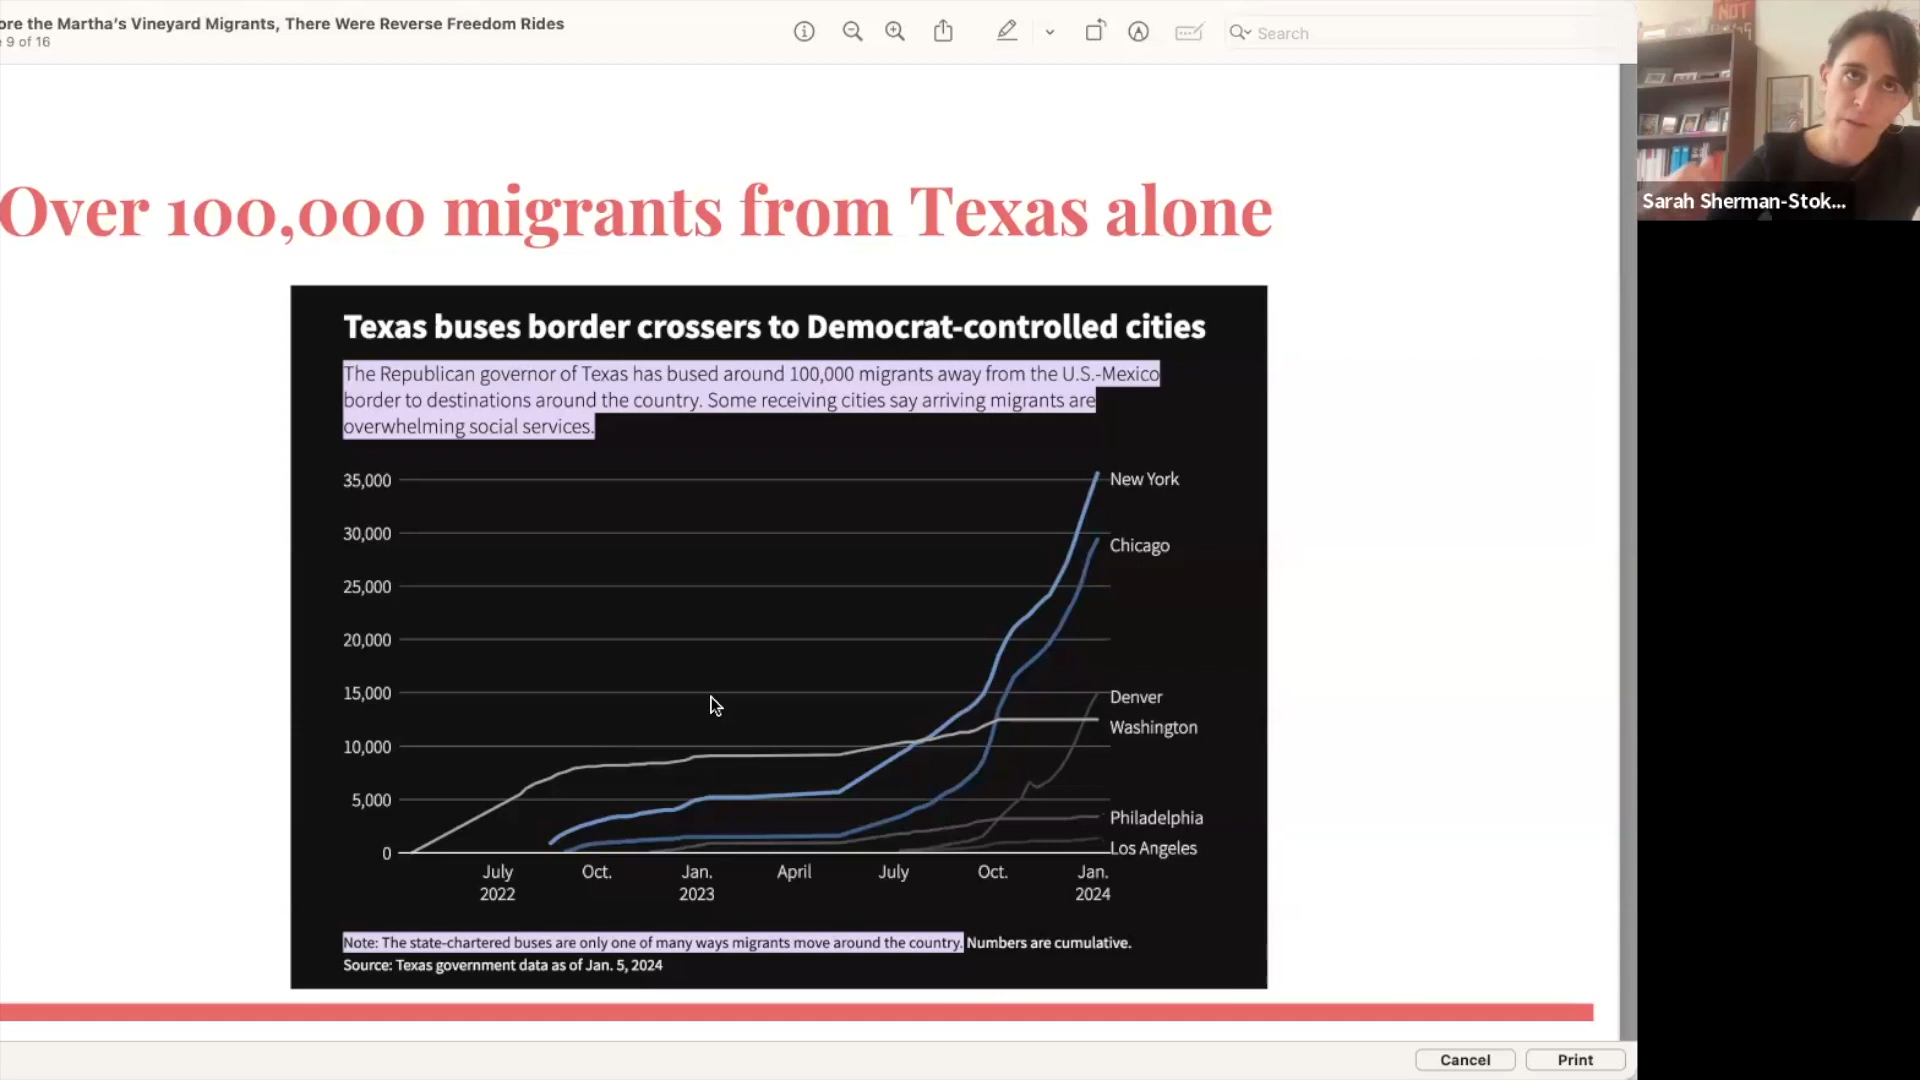 ore the Martha's Vineyard Migrants, There Were Reverse Freedom Rides
9 of 16
Search
NOT
Sarah Sherman-Stok...
Over 100,000 migrants from Texas alone
Texas buses border crossers to Democrat-controlled cities
The Republican governor of Texas has bused around 100,000 migrants away from the U.S.-Mexico
border to destinations around the country. Some receiving cities say arriving migrants are
overwhelming social services.
35,000
30,000
25,000
20,000
15,000
10,000
5,000
0
New York
Chicago
Denver
Washington
Philadelphia
Los Angeles
July Oct. Jan. April July Oct. Jan.
2022 2023 2024
Note: The state-chartered buses are only one of many ways migrants move around the country. Numbers are cumulative.
Source: Texas government data as of Jan. 5, 2024
Cancel Print